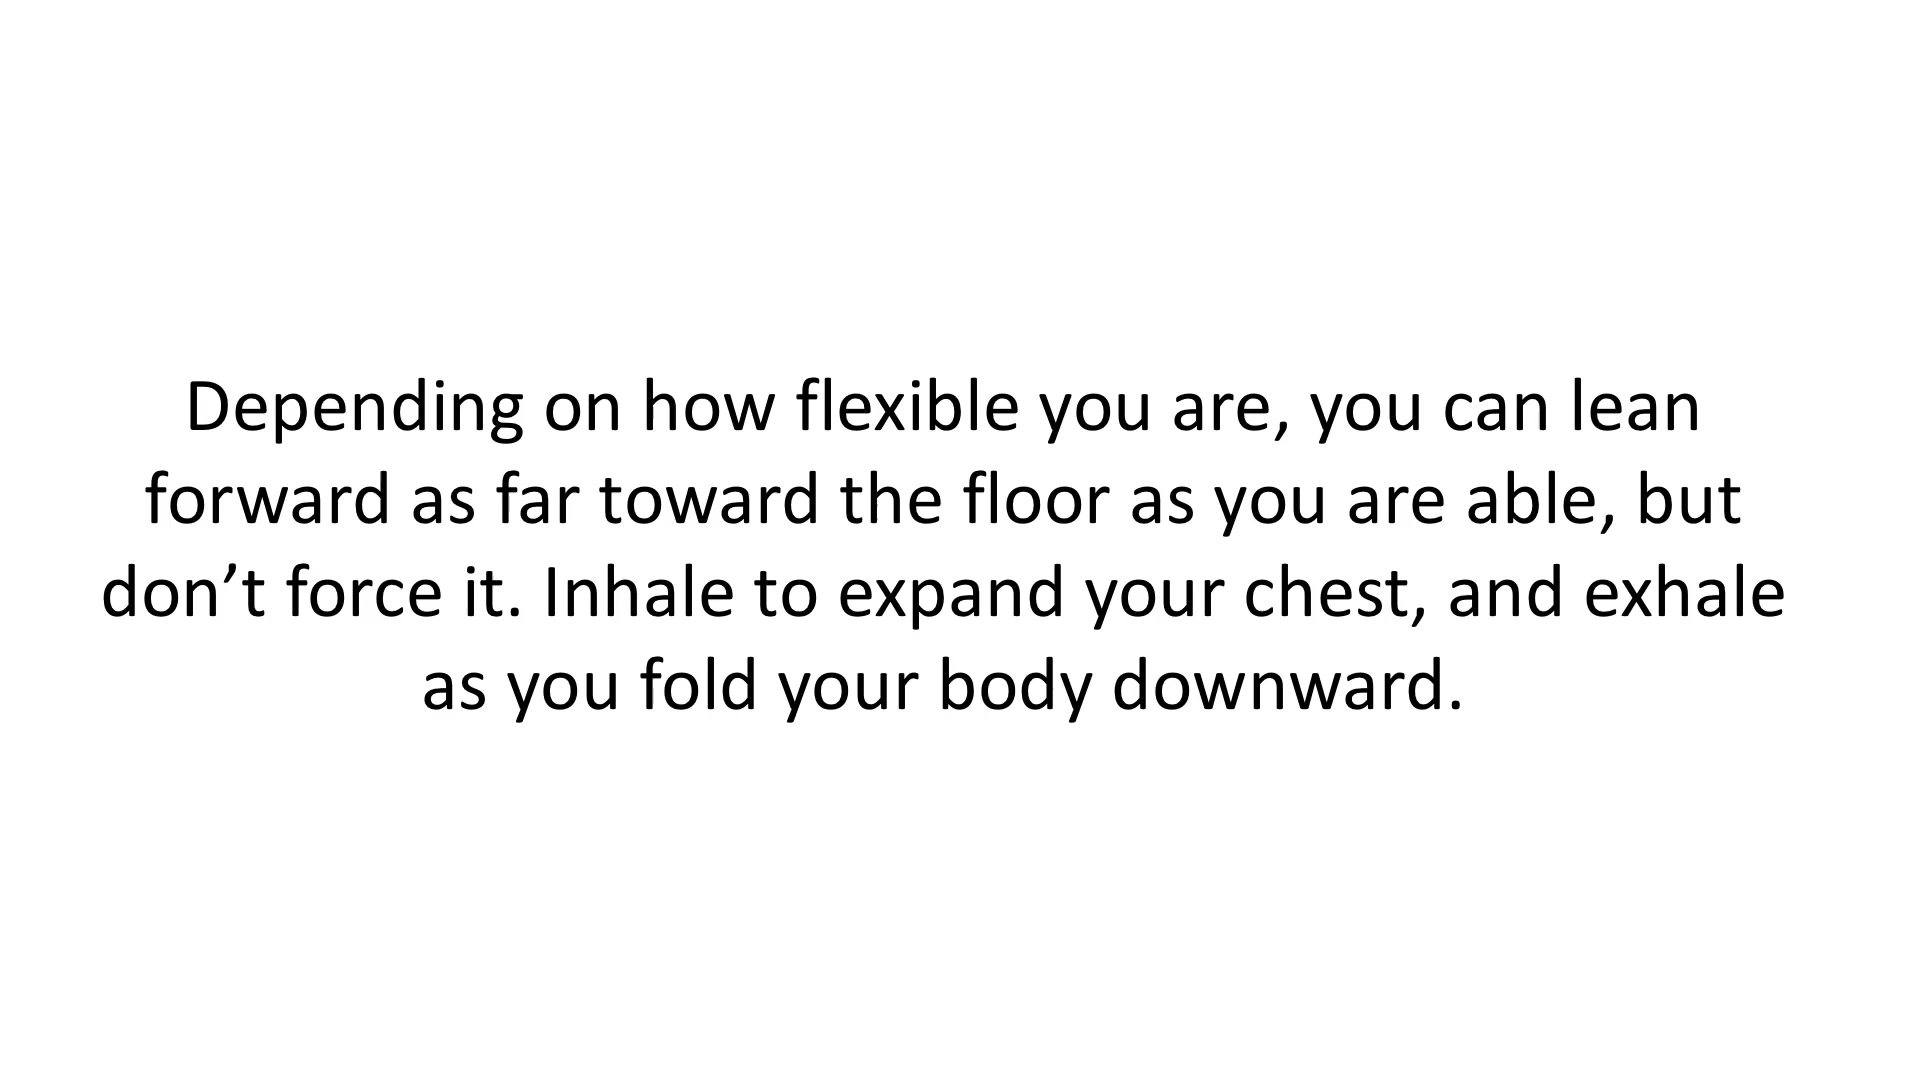 Depending on how flexible you are, you can lean
forward as far toward the floor as you are able, but
don’t force it. Inhale to expand your chest, and exhale
as you fold your body downward.